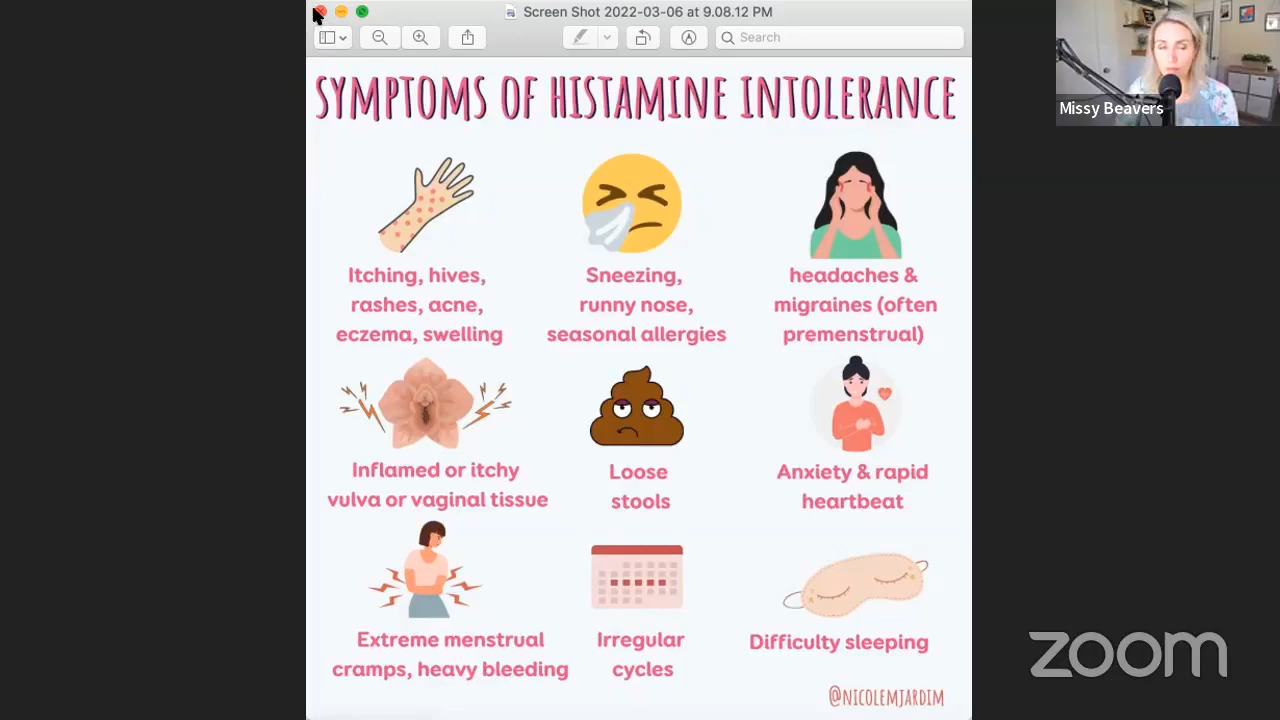 Screen Shot 2022-03-06 at 9.08.12 PM
Search
Missy Beavers
SYMPTOMS OF HISTAMINE INTOLERANCE
Itching, hives,
rashes, acne,
eczema, swelling
Sneezing,
runny nose,
seasonal allergies
headaches &
migraines (often
premenstrual)
Inflamed or itchy
vulva or vaginal tissue
Loose
stools
Anxiety & rapid
heartbeat
Extreme menstrual
cramps, heavy bleeding
Irregular
cycles
Difficulty sleeping
@NICOLEMJARDIM
zoom